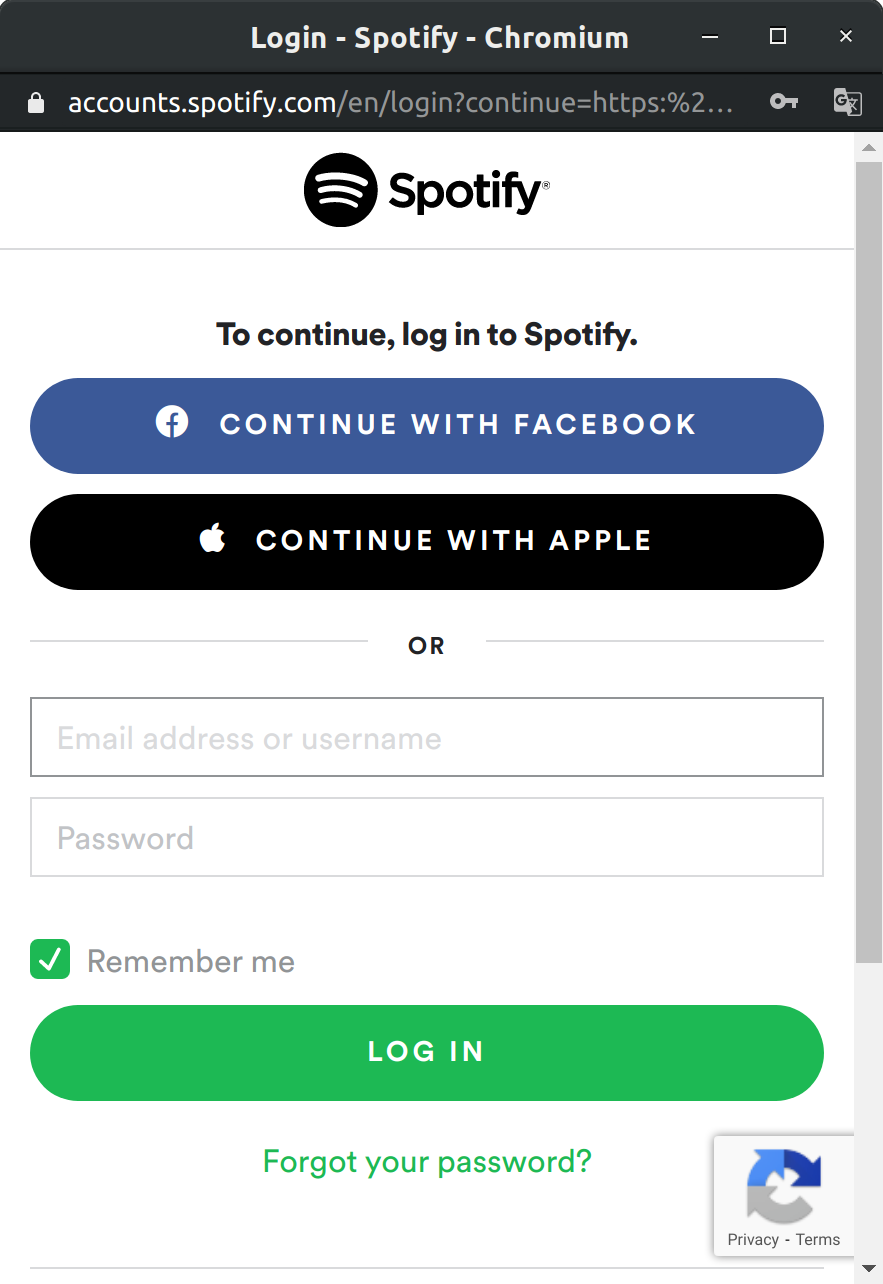 Login - Spotify - Chromium
accounts.spotify.com/en/login?continue=https:%2...
Spotify®
To continue, log in to Spotify.
CONTINUE WITH FACEBOOK
CONTINUE WITH APPLE
OR
Email address or username
Password
Remember me
LOG IN
Forgot your password?
Privacy - Terms